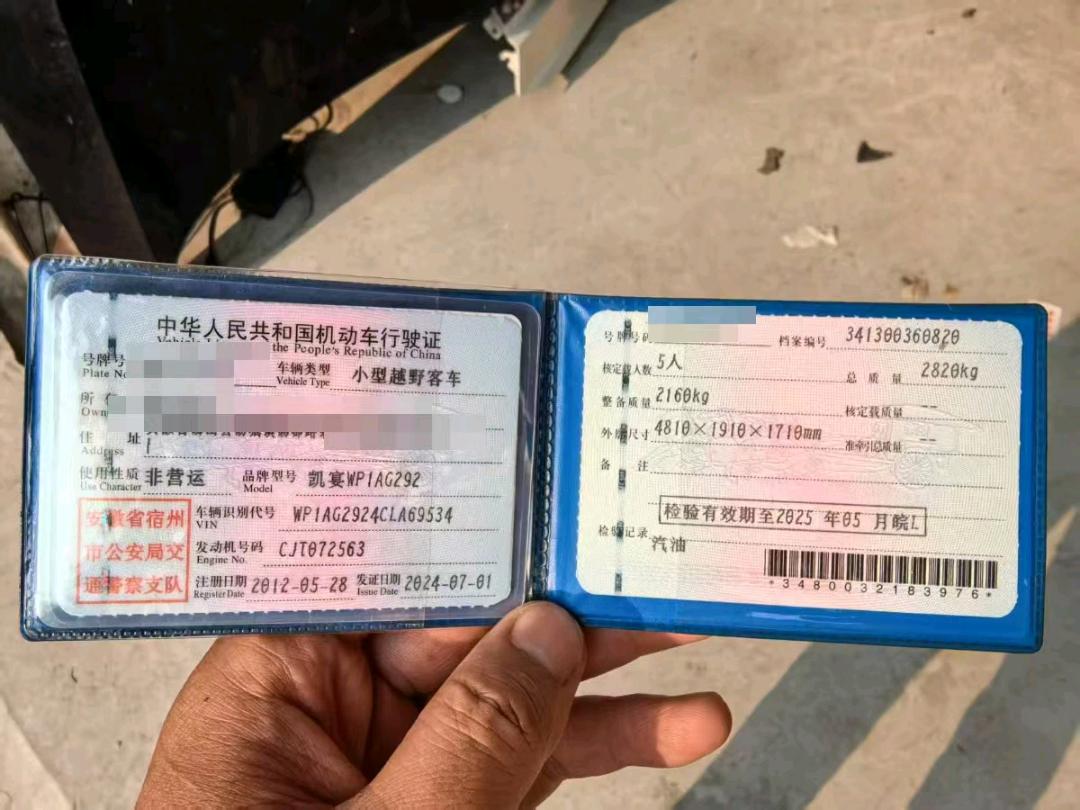 中华人民共和国机动车行驶证
the People's Republic of China
号牌号
Plate No
车辆类型 小型越野客车
Vehicle Type
所
Own
住 址
Address
使用性质 非营运 品牌型号 凯宴WP1AG292
Use Character Model
安徽省宿州
市公安局交
通警察支队
车辆识别代号 WP1AG2924CLA69534
VIN
发动机号码 CJT072563
Engine No.
注册日期 2012-05-28 发证日期 2024-07-01
Register Date Issue Date
号牌号码 档案编号 341300360820
核定载人数 5人 总质量 2820kg
整备质量 2160kg 核定载质量 --
外廓尺寸 4810×1910×1710mm 准牵引总质量 --
备 注
检验有效期至2025 年05 月皖L
检验记录
汽油
*3480032183976*